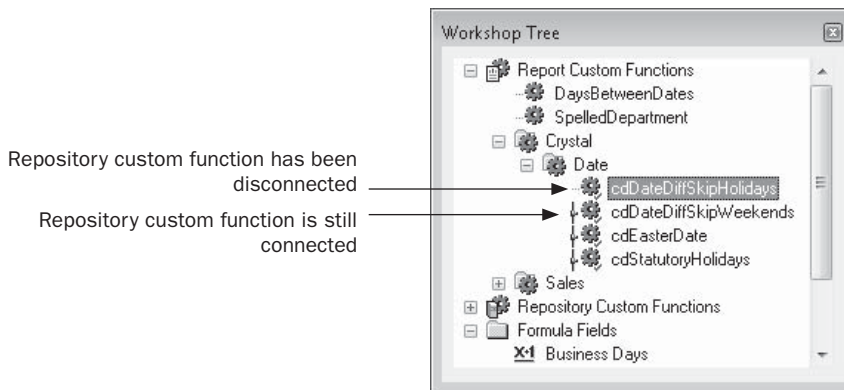 Workshop Tree
Report Custom Functions
DaysBetweenDates
SpelledDepartment
Crystal
Date
Repository custom function has been
disconnected
cdDateDiffSkipHolidays
Repository custom function is still
connected
cdDateDiffSkipWeekends
cdEasterDate
cdStatutoryHolidays
Sales
Repository Custom Functions
Formula Fields
X+1 Business Days